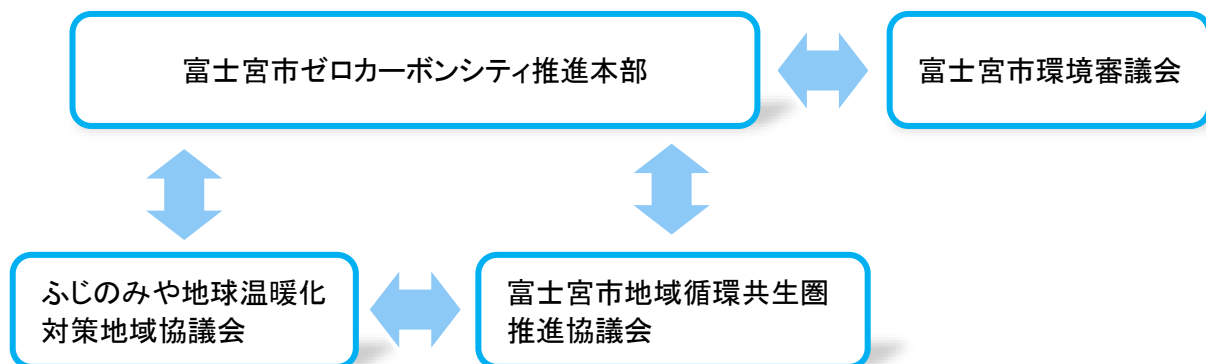 富士宮市ゼロカーボンシティ推進本部
富士宮市環境審議会
ふじのみや地球温暖化
対策地域協議会
富士宮市地域循環共生圏
推進協議会